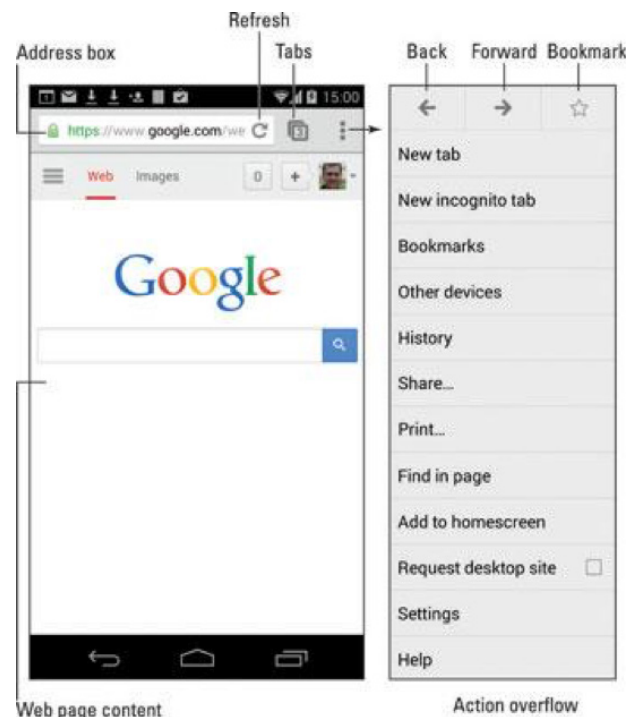 Refresh
Address box
Tabs
Back Forward Bookmark
1
15:00
https://www.google.com/we
3
Web Images 0 +
Google
New tab
New incognito tab
Bookmarks
Other devices
History
Share...
Print...
Find in page
Add to homescreen
Request desktop site
Settings
Help
Web page content
Action overflow